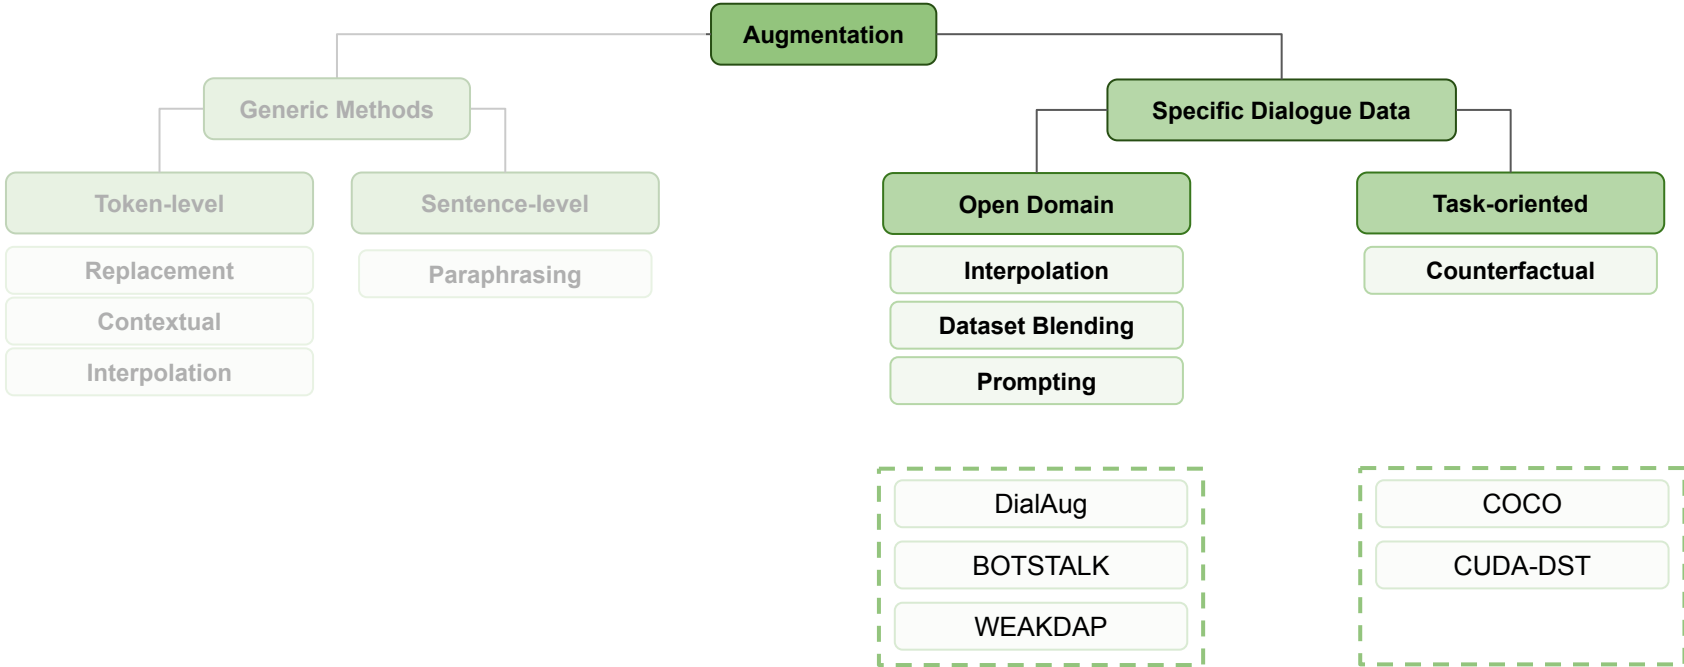 Augmentation
Generic Methods
Specific Dialogue Data
Token-level
Sentence-level
Open Domain
Task-oriented
Replacement
Contextual
Interpolation
Paraphrasing
Interpolation
Dataset Blending
Prompting
Counterfactual
DialAug
BOTSTALK
WEAKDAP
COCO
CUDA-DST